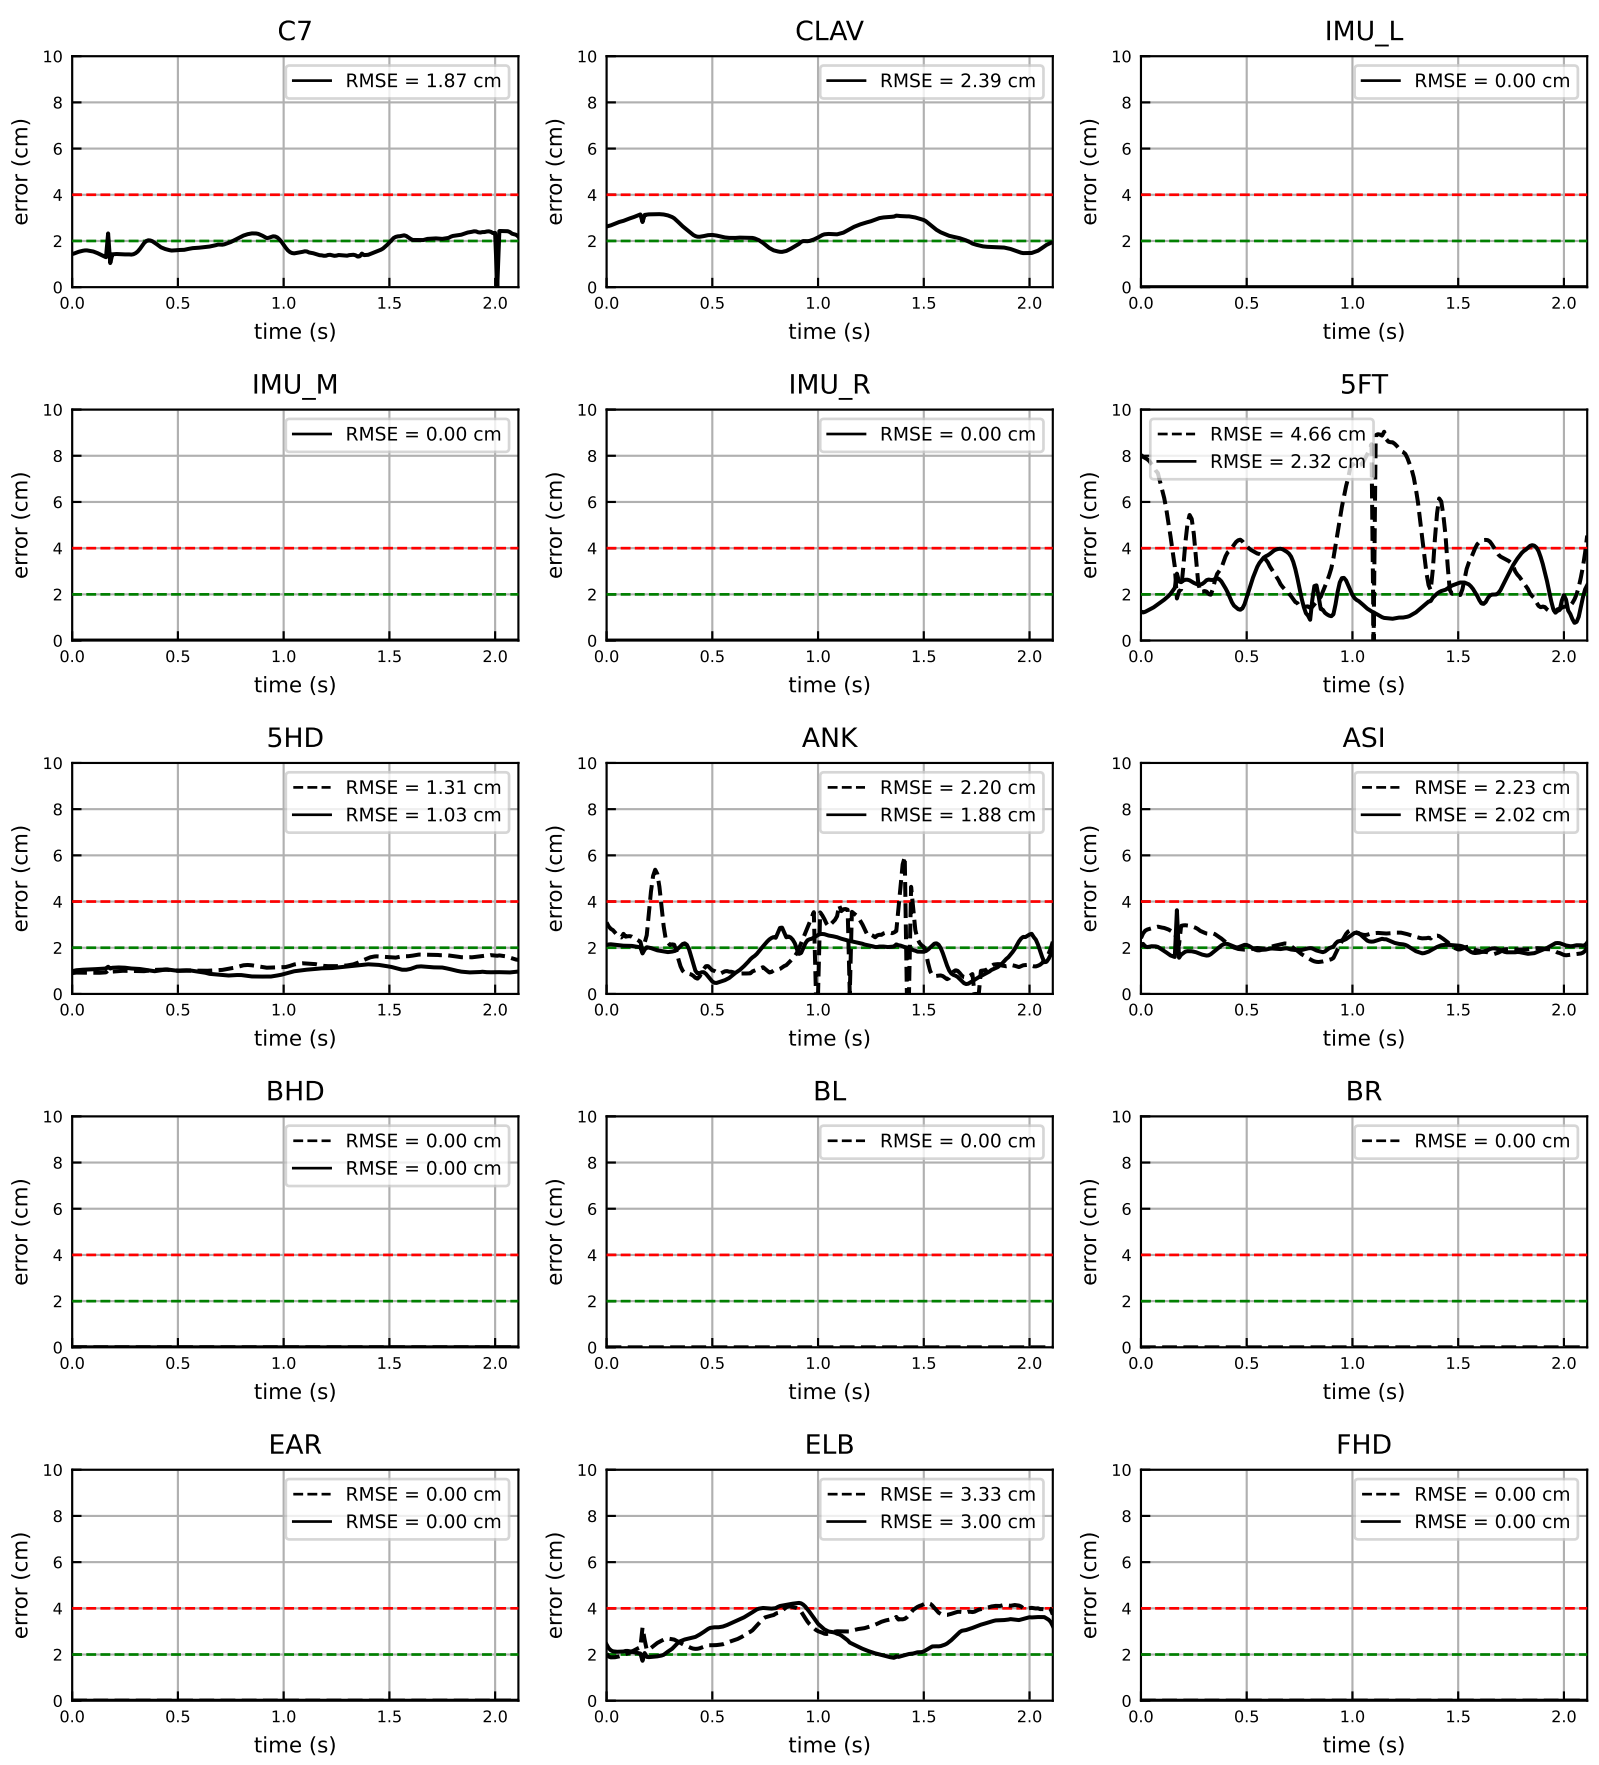 C7
RMSE = 1.87 cm
error (cm)
10
8
6
4
2
0
0.0 0.5 1.0 1.5 2.0
time (s)
CLAV
RMSE = 2.39 cm
error (cm)
10
8
6
4
2
0
0.0 0.5 1.0 1.5 2.0
time (s)
IMU_L
RMSE = 0.00 cm
error (cm)
10
8
6
4
2
0
0.0 0.5 1.0 1.5 2.0
time (s)
IMU_M
RMSE = 0.00 cm
error (cm)
10
8
6
4
2
0
0.0 0.5 1.0 1.5 2.0
time (s)
IMU_R
RMSE = 0.00 cm
error (cm)
10
8
6
4
2
0
0.0 0.5 1.0 1.5 2.0
time (s)
5FT
RMSE = 4.66 cm
RMSE = 2.32 cm
error (cm)
10
8
6
4
2
0
0.0 0.5 1.0 1.5 2.0
time (s)
5HD
RMSE = 1.31 cm
RMSE = 1.03 cm
error (cm)
10
8
6
4
2
0
0.0 0.5 1.0 1.5 2.0
time (s)
ANK
RMSE = 2.20 cm
RMSE = 1.88 cm
error (cm)
10
8
6
4
2
0
0.0 0.5 1.0 1.5 2.0
time (s)
ASI
RMSE = 2.23 cm
RMSE = 2.02 cm
error (cm)
10
8
6
4
2
0
0.0 0.5 1.0 1.5 2.0
time (s)
BHD
RMSE = 0.00 cm
RMSE = 0.00 cm
error (cm)
10
8
6
4
2
0
0.0 0.5 1.0 1.5 2.0
time (s)
BL
RMSE = 0.00 cm
error (cm)
10
8
6
4
2
0
0.0 0.5 1.0 1.5 2.0
time (s)
BR
RMSE = 0.00 cm
error (cm)
10
8
6
4
2
0
0.0 0.5 1.0 1.5 2.0
time (s)
EAR
RMSE = 0.00 cm
RMSE = 0.00 cm
error (cm)
10
8
6
4
2
0
0.0 0.5 1.0 1.5 2.0
time (s)
ELB
RMSE = 3.33 cm
RMSE = 3.00 cm
error (cm)
10
8
6
4
2
0
0.0 0.5 1.0 1.5 2.0
time (s)
FHD
RMSE = 0.00 cm
RMSE = 0.00 cm
error (cm)
10
8
6
4
2
0
0.0 0.5 1.0 1.5 2.0
time (s)